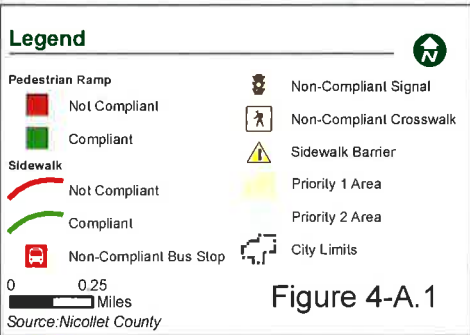 Legend
N
Pedestrian Ramp
Not Compliant
Compliant
Sidewalk
Not Compliant
Compliant
Non-Compliant Bus Stop
Non-Compliant Signal
Non-Compliant Crosswalk
Sidewalk Barrier
Priority 1 Area
Priority 2 Area
City Limits
0 0.25
Miles
Source:Nicollet County
Figure 4-A.1